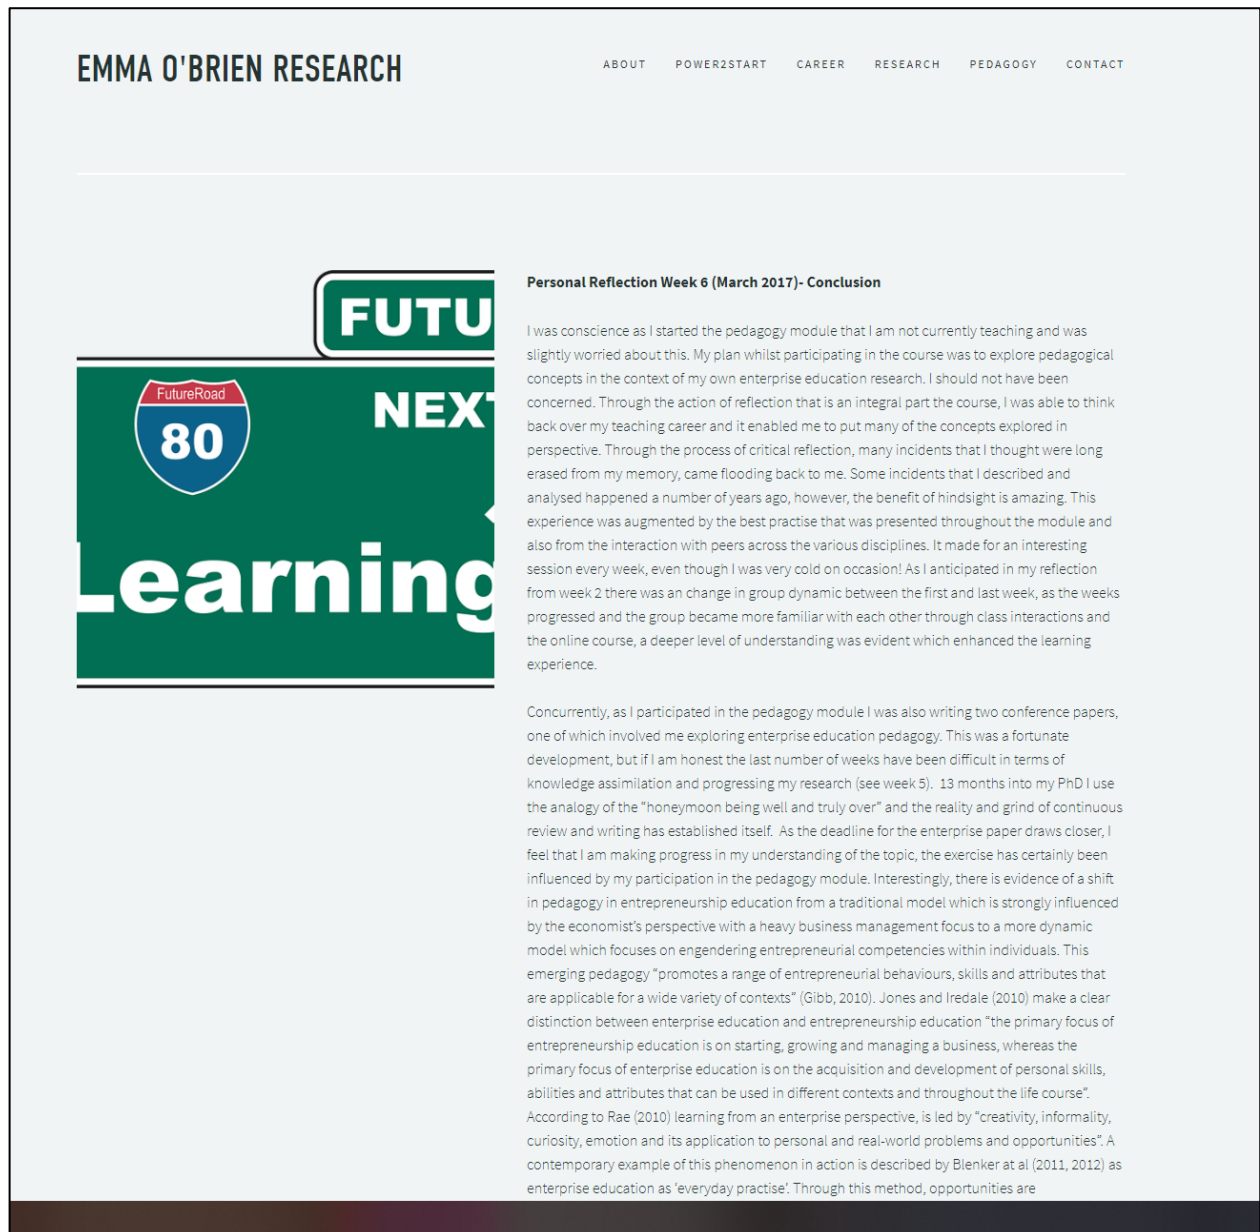 EMMA O'BRIEN RESEARCH
ABOUT POWER2START CAREER RESEARCH PEDAGOGY CONTACT
FUTU
FutureRoad
80
NEXT
Learning
Personal Reflection Week 6 (March 2017)- Conclusion
I was conscience as I started the pedagogy module that I am not currently teaching and was
slightly worried about this. My plan whilst participating in the course was to explore pedagogical
concepts in the context of my own enterprise education research. I should not have been
concerned. Through the action of reflection that is an integral part the course, I was able to think
back over my teaching career and it enabled me to put many of the concepts explored in
perspective. Through the process of critical reflection, many incidents that I thought were long
erased from my memory, came flooding back to me. Some incidents that I described and
analysed happened a number of years ago, however, the benefit of hindsight is amazing. This
experience was augmented by the best practise that was presented throughout the module and
also from the interaction with peers across the various disciplines. It made for an interesting
session every week, even though I was very cold on occasion! As I anticipated in my reflection
from week 2 there was an change in group dynamic between the first and last week, as the weeks
progressed and the group became more familiar with each other through class interactions and
the online course, a deeper level of understanding was evident which enhanced the learning
experience.
Concurrently, as I participated in the pedagogy module I was also writing two conference papers,
one of which involved me exploring enterprise education pedagogy. This was a fortunate
development, but if I am honest the last number of weeks have been difficult in terms of
knowledge assimilation and progressing my research (see week 5). 13 months into my PhD I use
the analogy of the “honeymoon being well and truly over” and the reality and grind of continuous
review and writing has established itself. As the deadline for the enterprise paper draws closer, I
feel that I am making progress in my understanding of the topic, the exercise has certainly been
influenced by my participation in the pedagogy module. Interestingly, there is evidence of a shift
in pedagogy in entrepreneurship education from a traditional model which is strongly influenced
by the economist’s perspective with a heavy business management focus to a more dynamic
model which focuses on engendering entrepreneurial competencies within individuals. This
emerging pedagogy “promotes a range of entrepreneurial behaviours, skills and attributes that
are applicable for a wide variety of contexts” (Gibb, 2010). Jones and Iredale (2010) make a clear
distinction between enterprise education and entrepreneurship education “the primary focus of
entrepreneurship education is on starting, growing and managing a business, whereas the
primary focus of enterprise education is on the acquisition and development of personal skills,
abilities and attributes that can be used in different contexts and throughout the life course”.
According to Rae (2010) learning from an enterprise perspective, is led by “creativity, informality,
curiosity, emotion and its application to personal and real-world problems and opportunities”. A
contemporary example of this phenomenon in action is described by Blenker at al (2011, 2012) as
enterprise education as ‘everyday practise’. Through this method, opportunities are